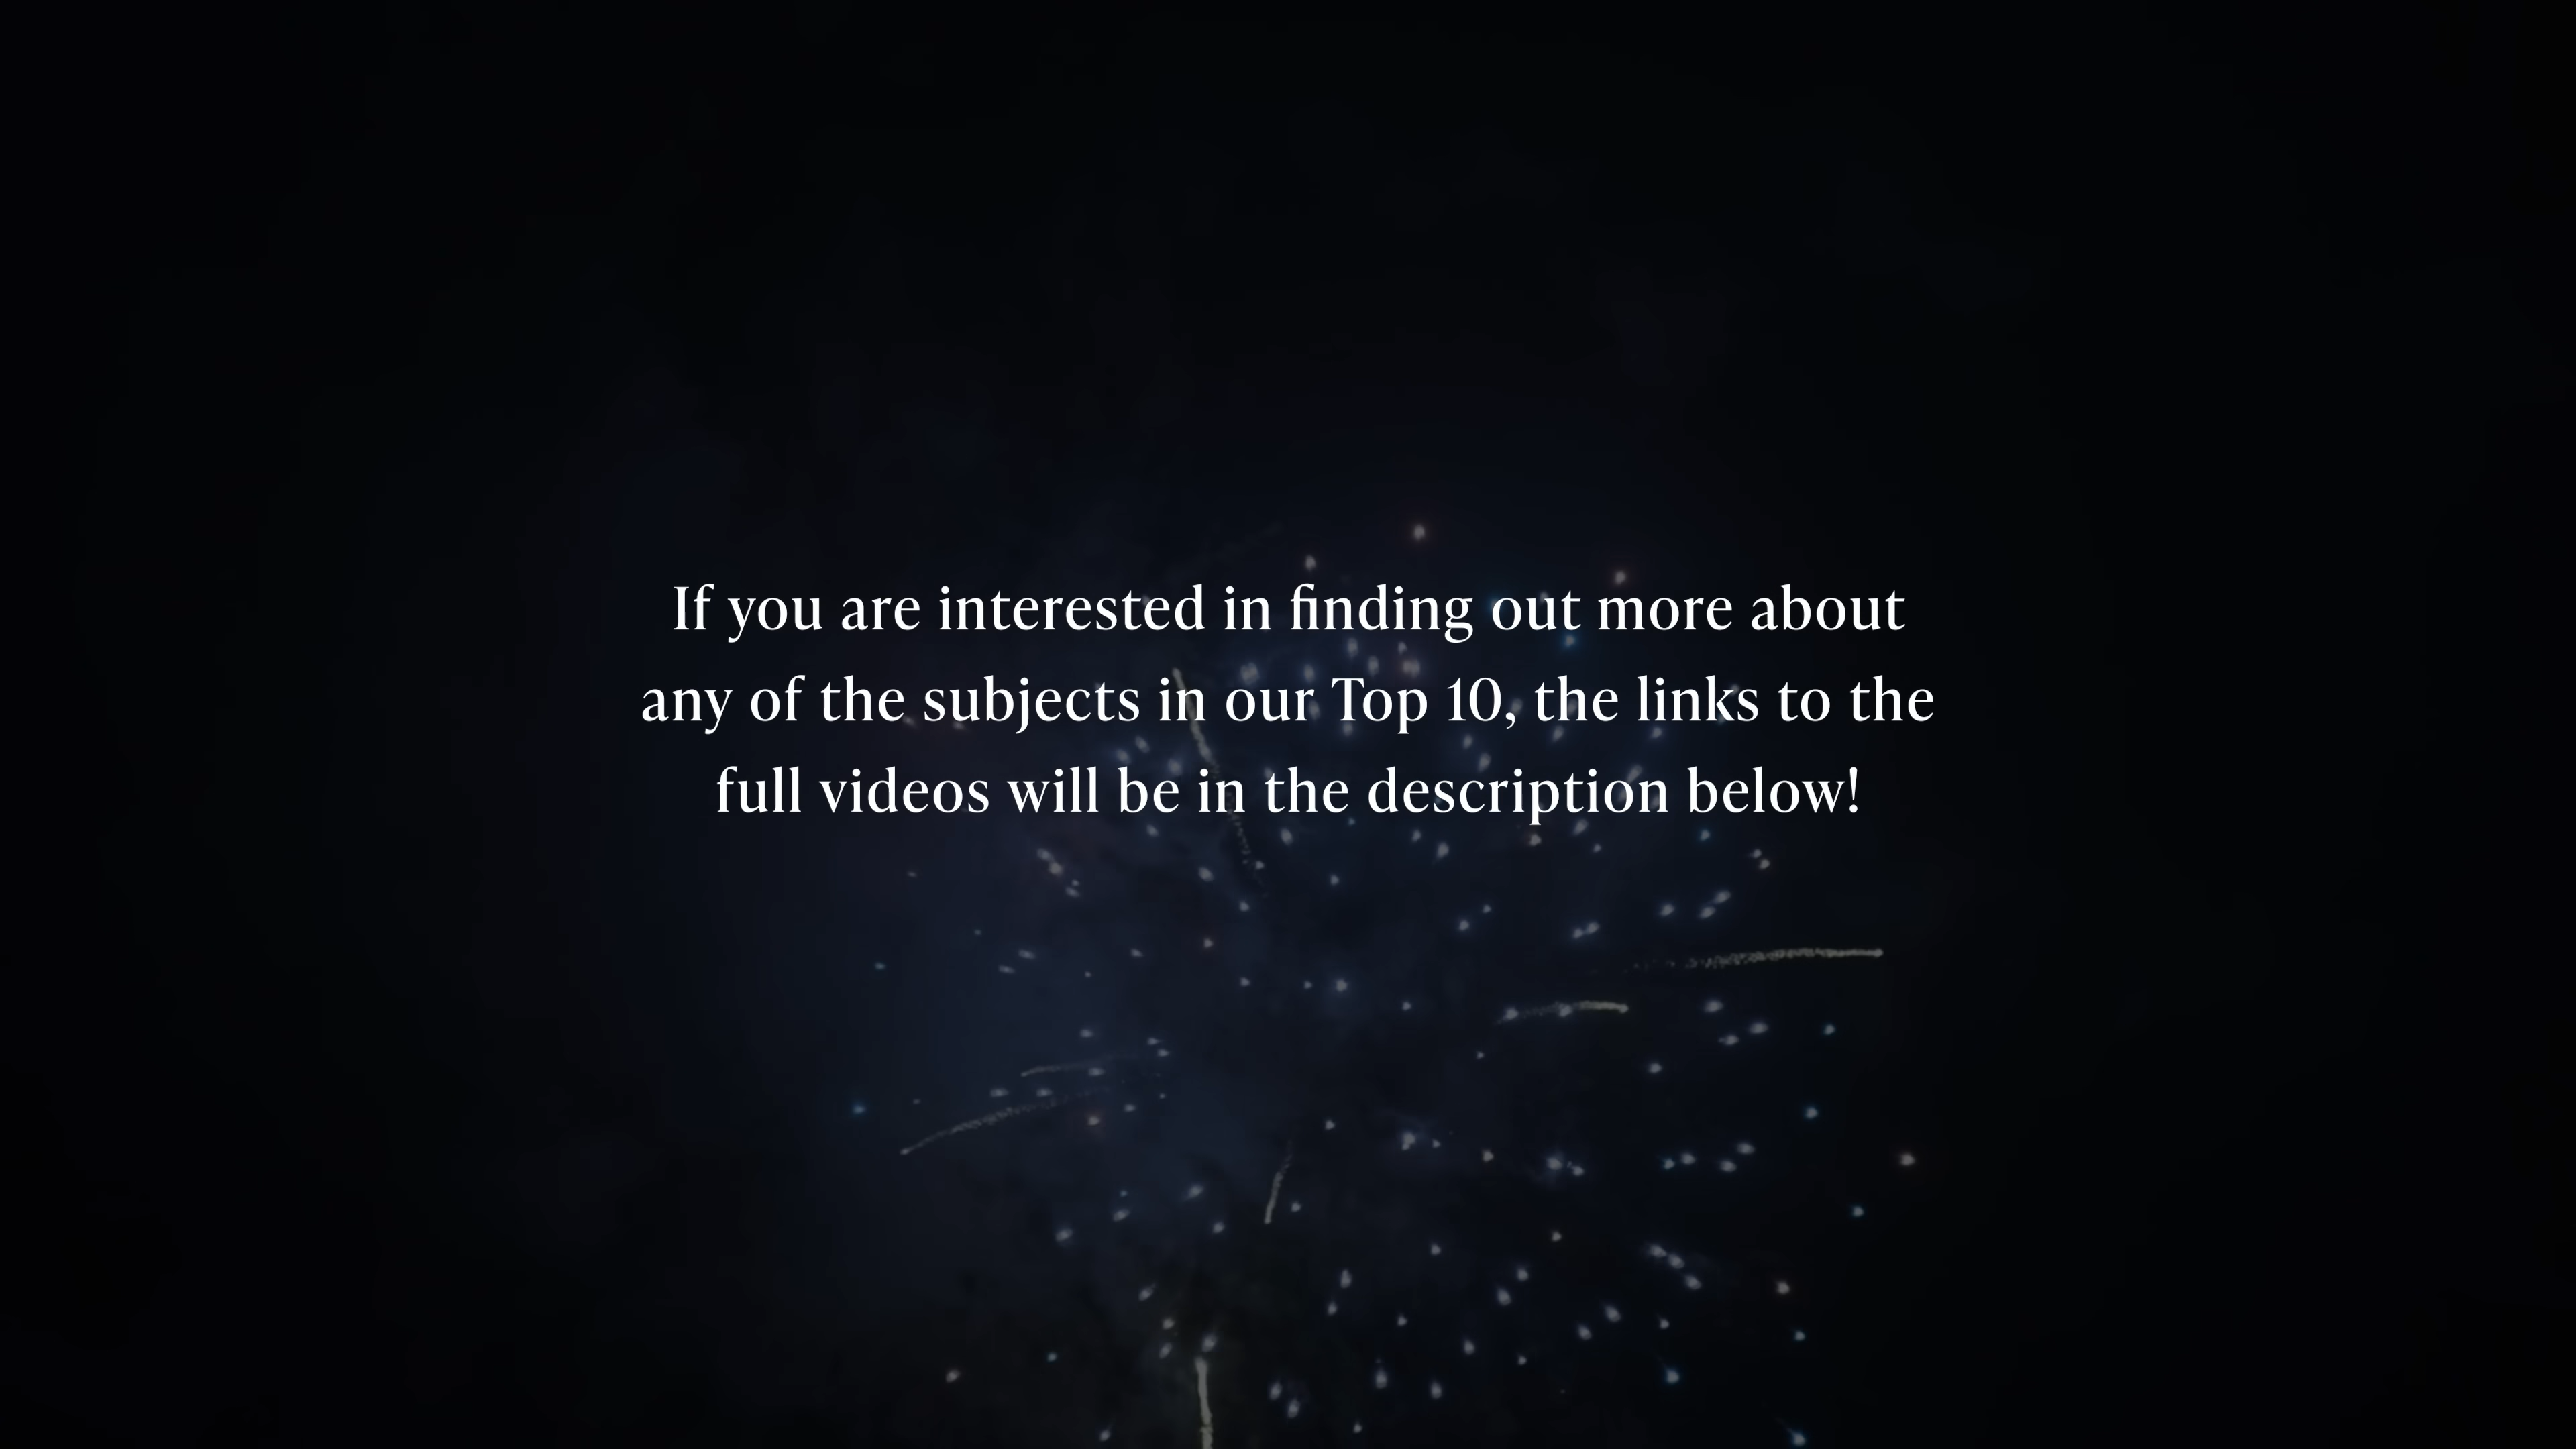 If you are interested in finding out more about
any of the subjects in our Top 10, the links to the
full videos will be in the description below!